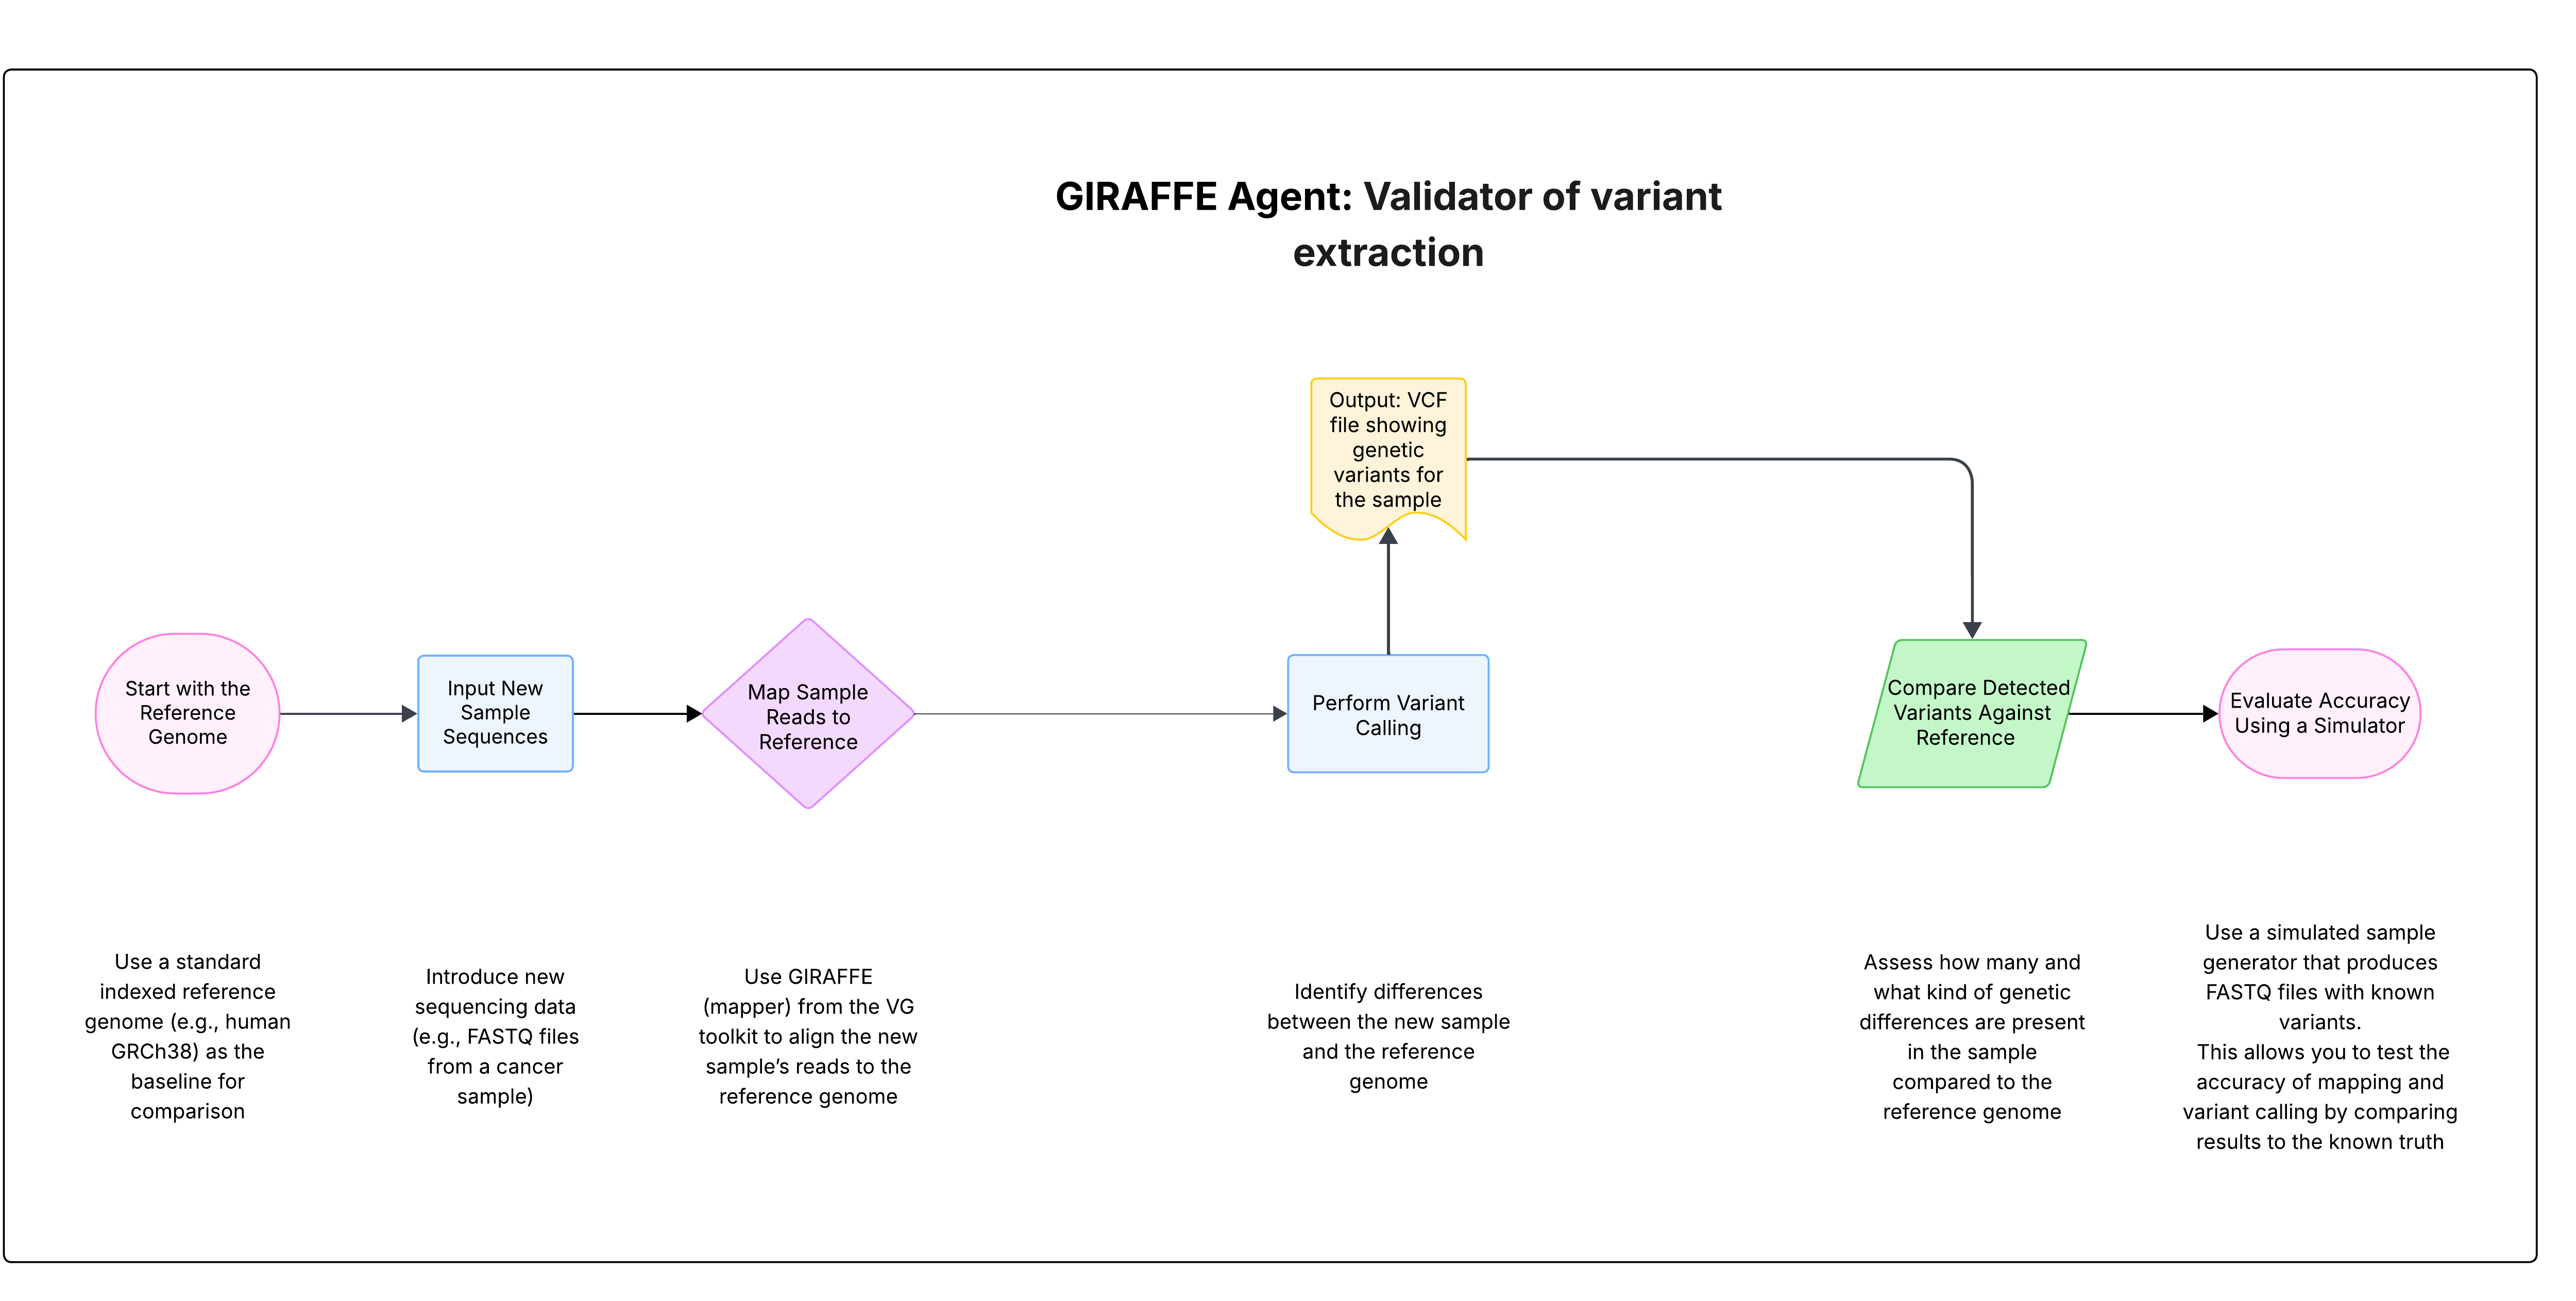 GIRAFFE Agent: Validator of variant
extraction
Output: VCF
file showing
genetic
variants for
the sample
Start with the
Reference
Genome
Input New
Sample
Sequences
Map Sample
Reads to
Reference
Perform Variant
Calling
Compare Detected
Variants Against
Reference
Evaluate Accuracy
Using a Simulator
Use a standard
indexed reference
genome (e.g., human
GRCh38) as the
baseline for
comparison
Introduce new
sequencing data
(e.g., FASTQ files
from a cancer
sample)
Use GIRAFFE
(mapper) from the VG
toolkit to align the new
sample’s reads to the
reference genome
Identify differences
between the new sample
and the reference
genome
Assess how many and
what kind of genetic
differences are present
in the sample
compared to the
reference genome
Use a simulated sample
generator that produces
FASTQ files with known
variants.
This allows you to test the
accuracy of mapping and
variant calling by comparing
results to the known truth